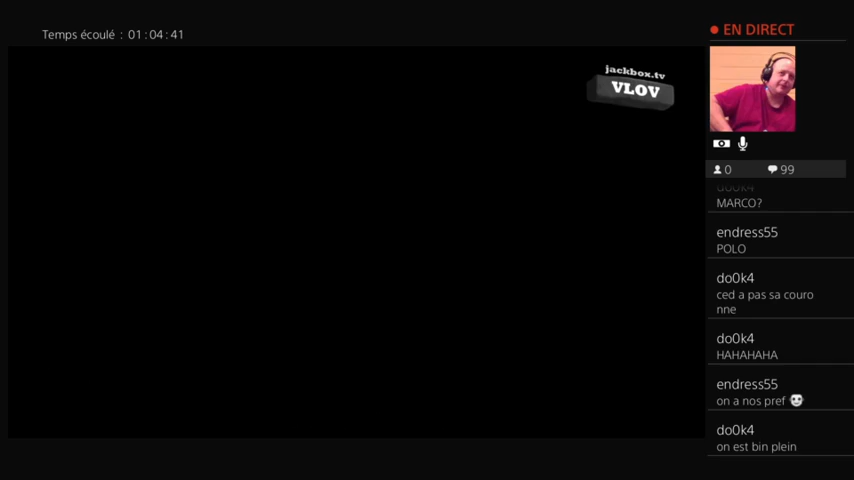 Temps écoulé : 01:04:41
EN DIRECT
jackbox.tv
VLOV
0
99
do0k4
MARCO?
endress55
POLO
do0k4
ced a pas sa couro
nne
do0k4
HAHAHAHA
endress55
on a nos pref
do0k4
on est bin plein